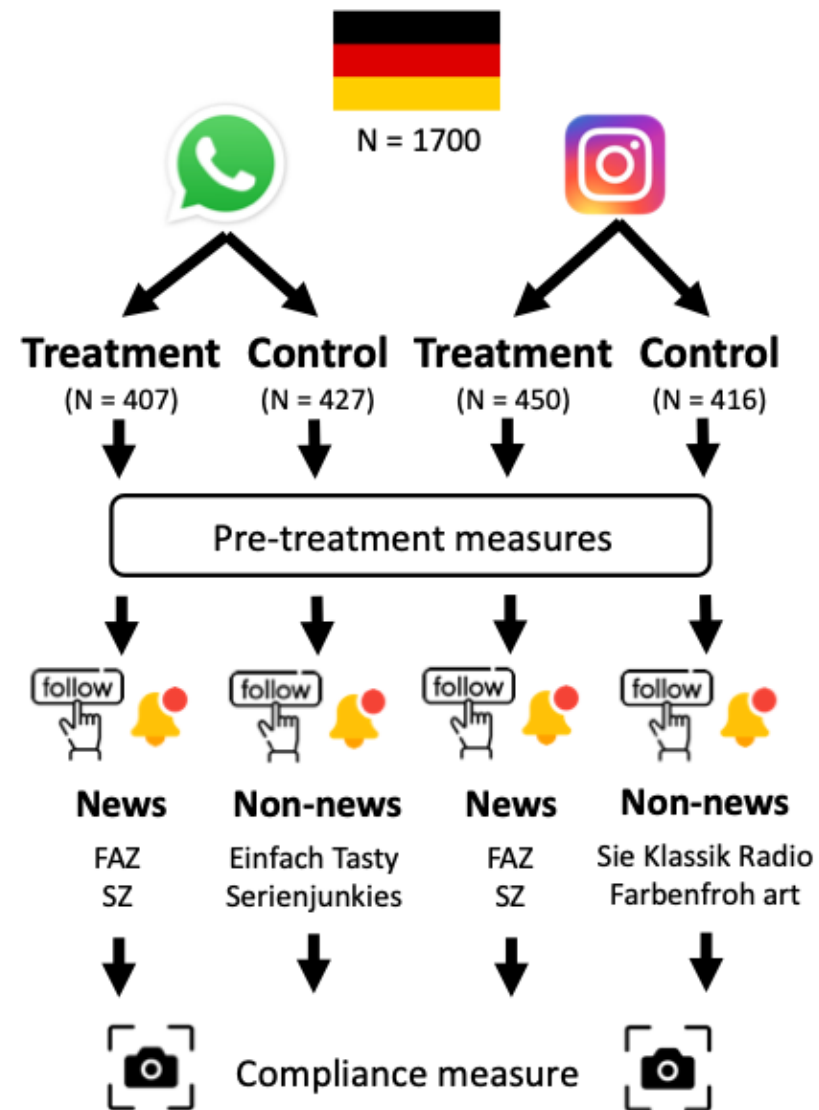 N = 1700
Treatment Control Treatment Control
(N = 407) (N = 427) (N = 450) (N = 416)
Pre-treatment measures
follow follow follow follow
News Non-news News Non-news
FAZ Einfach Tasty FAZ Sie Klassik Radio
SZ Serienjunkies SZ Farbenfroh art
Compliance measure